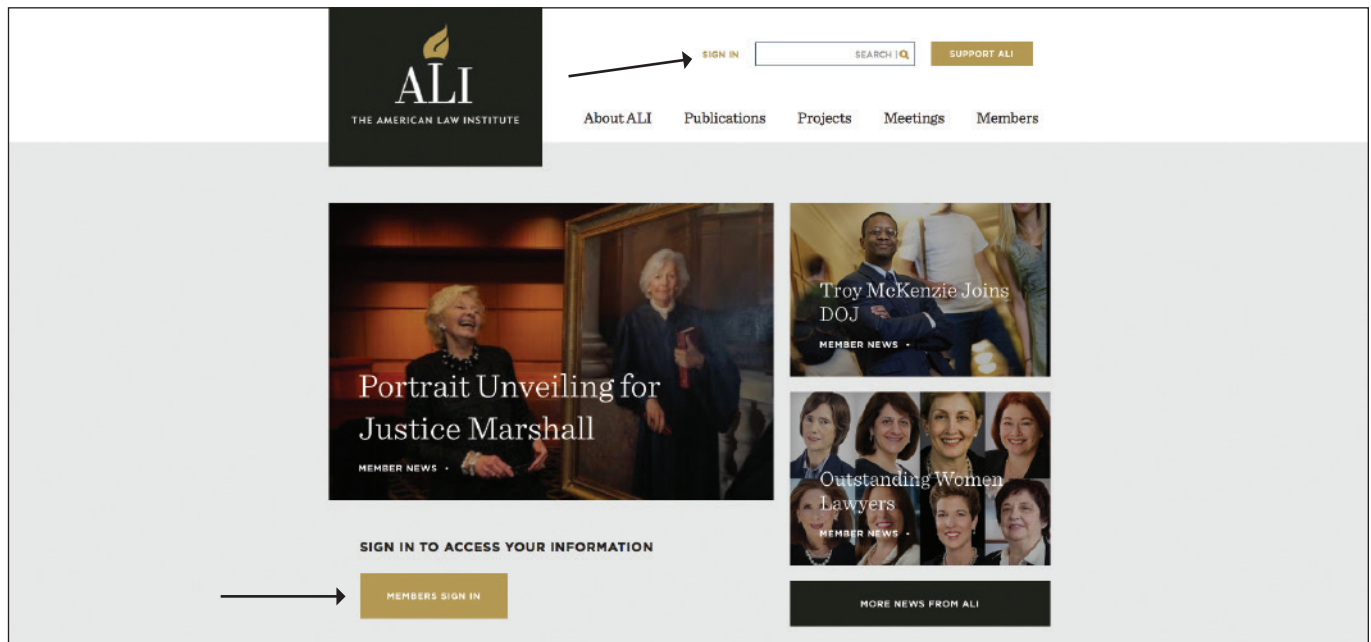 ALI
THE AMERICAN LAW INSTITUTE
SIGN IN
SEARCH |
SUPPORT ALI
About ALI
Publications
Projects
Meetings
Members
Portrait Unveiling for
Justice Marshall
MEMBER NEWS
Troy McKenzie Joins
DOJ
MEMBER NEWS
Outstanding Women
Lawyers
MEMBER NEWS
SIGN IN TO ACCESS YOUR INFORMATION
MEMBERS SIGN IN
MORE NEWS FROM ALI